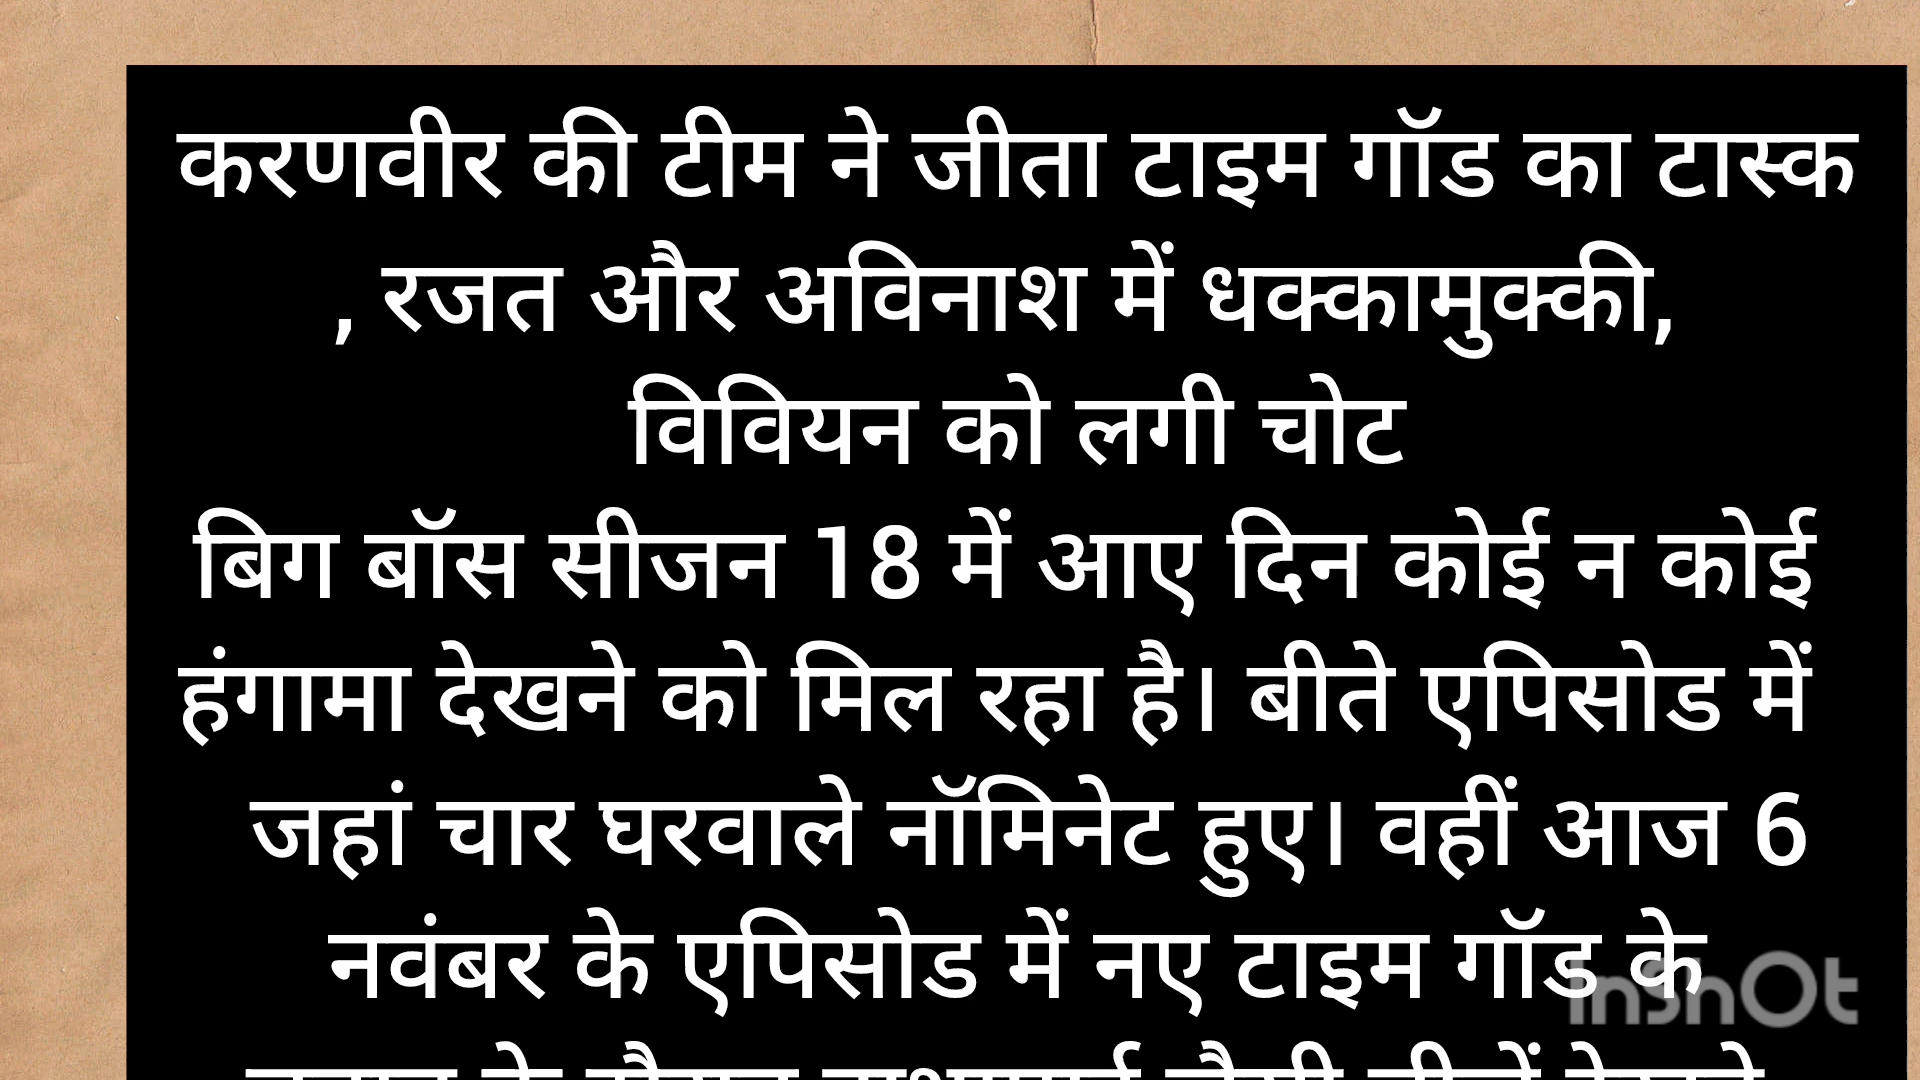 करणवीर की टीम ने जीता टाइम गॉड का टास्क
, रजत और अविनाश में धक्कामुक्की,
विवियन को लगी चोट
बिग बॉस सीजन 18 में आए दिन कोई न कोई
हंगामा देखने को मिल रहा है। बीते एपिसोड में
जहां चार घरवाले नॉमिनेट हुए। वहीं आज 6
नवंबर के एपिसोड में नए टाइम गॉड के
InShOt